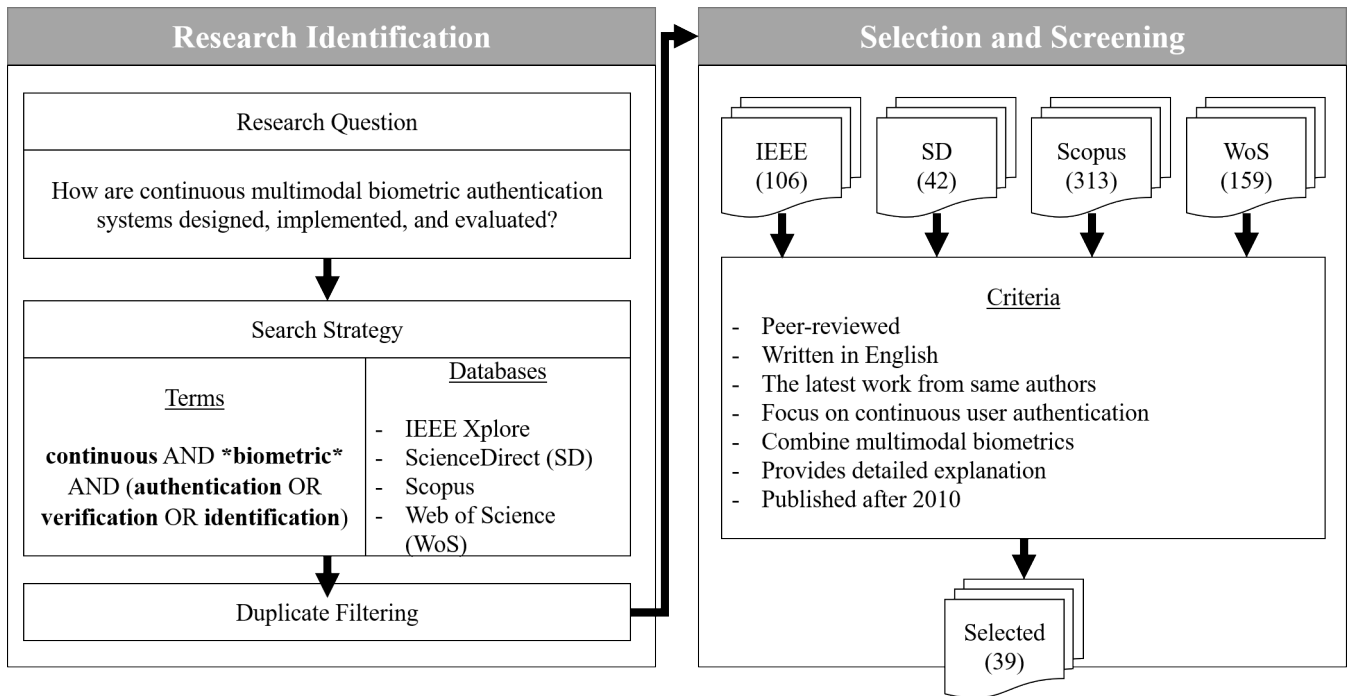 Research Identification
Research Question
How are continuous multimodal biometric authentication
systems designed, implemented, and evaluated?
Search Strategy
Terms
continuous AND *biometric*
AND (authentication OR
verification OR identification)
Databases
- IEEE Xplore
- ScienceDirect (SD)
- Scopus
- Web of Science
(WoS)
Duplicate Filtering
Selection and Screening
IEEE
(106)
SD
(42)
Scopus
(313)
WoS
(159)
Criteria
- Peer-reviewed
- Written in English
- The latest work from same authors
- Focus on continuous user authentication
- Combine multimodal biometrics
- Provides detailed explanation
- Published after 2010
Selected
(39)